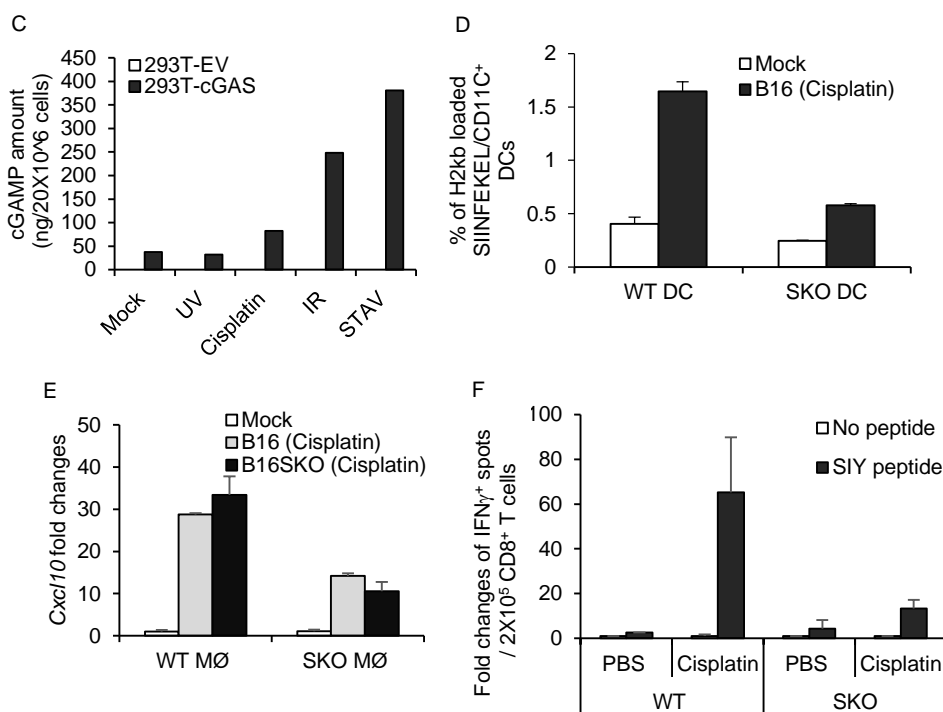 C
450
400
350
300
250
200
150
100
50
0
cGAMP amount
(ng/20X10^6 cells)
293T-EV
293T-cGAS
Mock
UV
Cisplatin
IR
STAV
D
2
1.5
1
0.5
0
% of H2kb loaded
SIINFEKEL/CD11C⁺
DCs
Mock
B16 (Cisplatin)
WT DC
SKO DC
E
50
40
30
20
10
0
Cxcl10 fold changes
Mock
B16 (Cisplatin)
B16SKO (Cisplatin)
WT MØ
SKO MØ
F
100
80
60
40
20
0
Fold changes of IFNγ⁺ spots
/ 2X10⁵ CD8⁺ T cells
No peptide
SIY peptide
PBS
Cisplatin
PBS
Cisplatin
WT
SKO